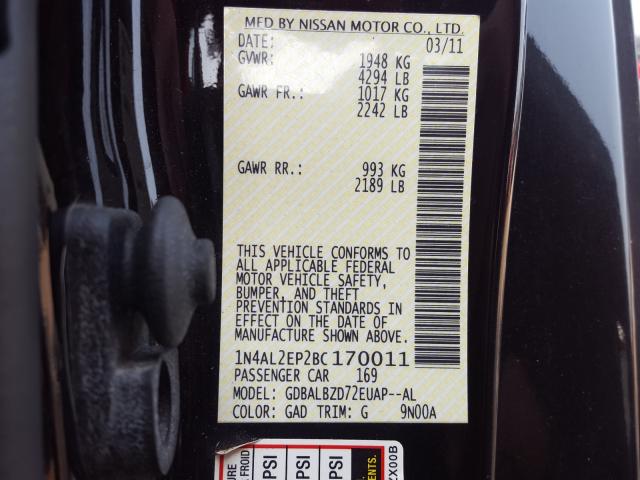 MFD BY NISSAN MOTOR CO., LTD.
DATE: 03/11
GVWR: 1948 KG
4294 LB
GAWR FR.: 1017 KG
2242 LB
GAWR RR.: 993 KG
2189 LB
THIS VEHICLE CONFORMS TO
ALL APPLICABLE FEDERAL
MOTOR VEHICLE SAFETY,
BUMPER, AND THEFT
PREVENTION STANDARDS IN
EFFECT ON THE DATE OF
MANUFACTURE SHOWN ABOVE.
1N4AL2EP2BC170011
PASSENGER CAR 169
MODEL: GDBALBZD72EUAP--AL
COLOR: GAD TRIM: G 9N00A
FROID
PSI
PSI
PSI